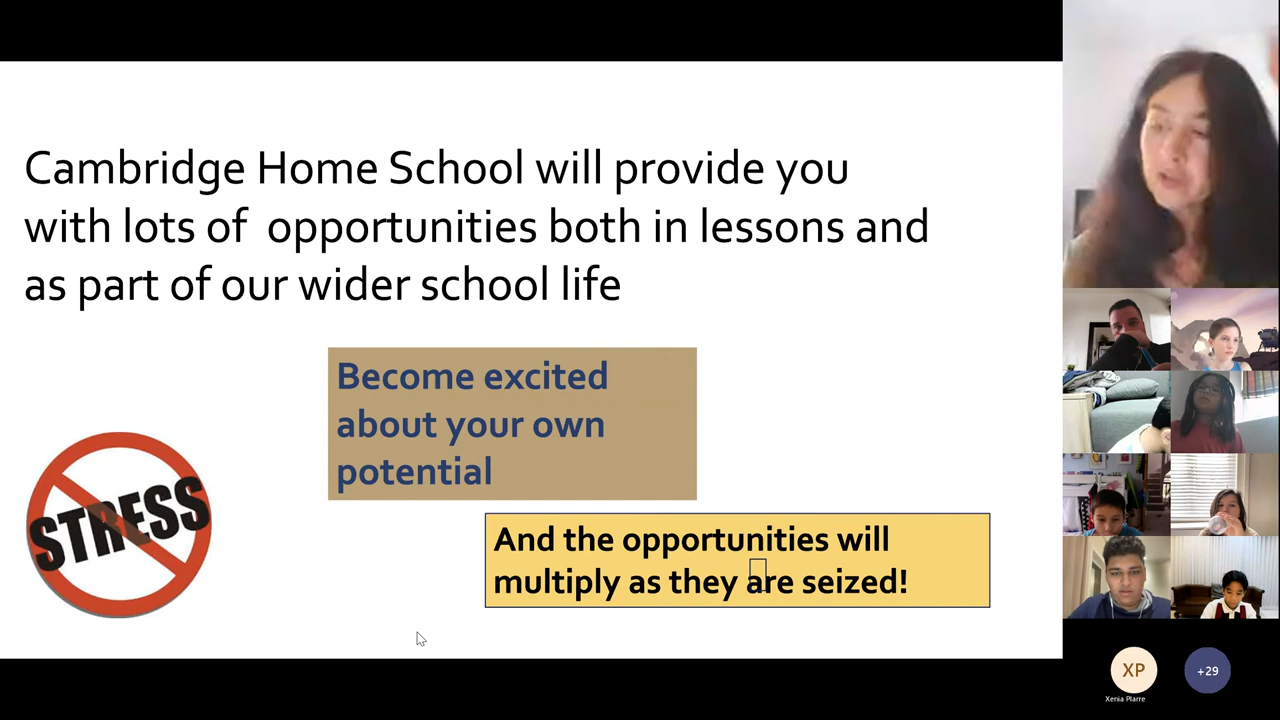 Cambridge Home School will provide you
with lots of opportunities both in lessons and
as part of our wider school life
Become excited
about your own
potential
STRESS
And the opportunities will
multiply as they are seized!
XP
+29
Xenia Plarre